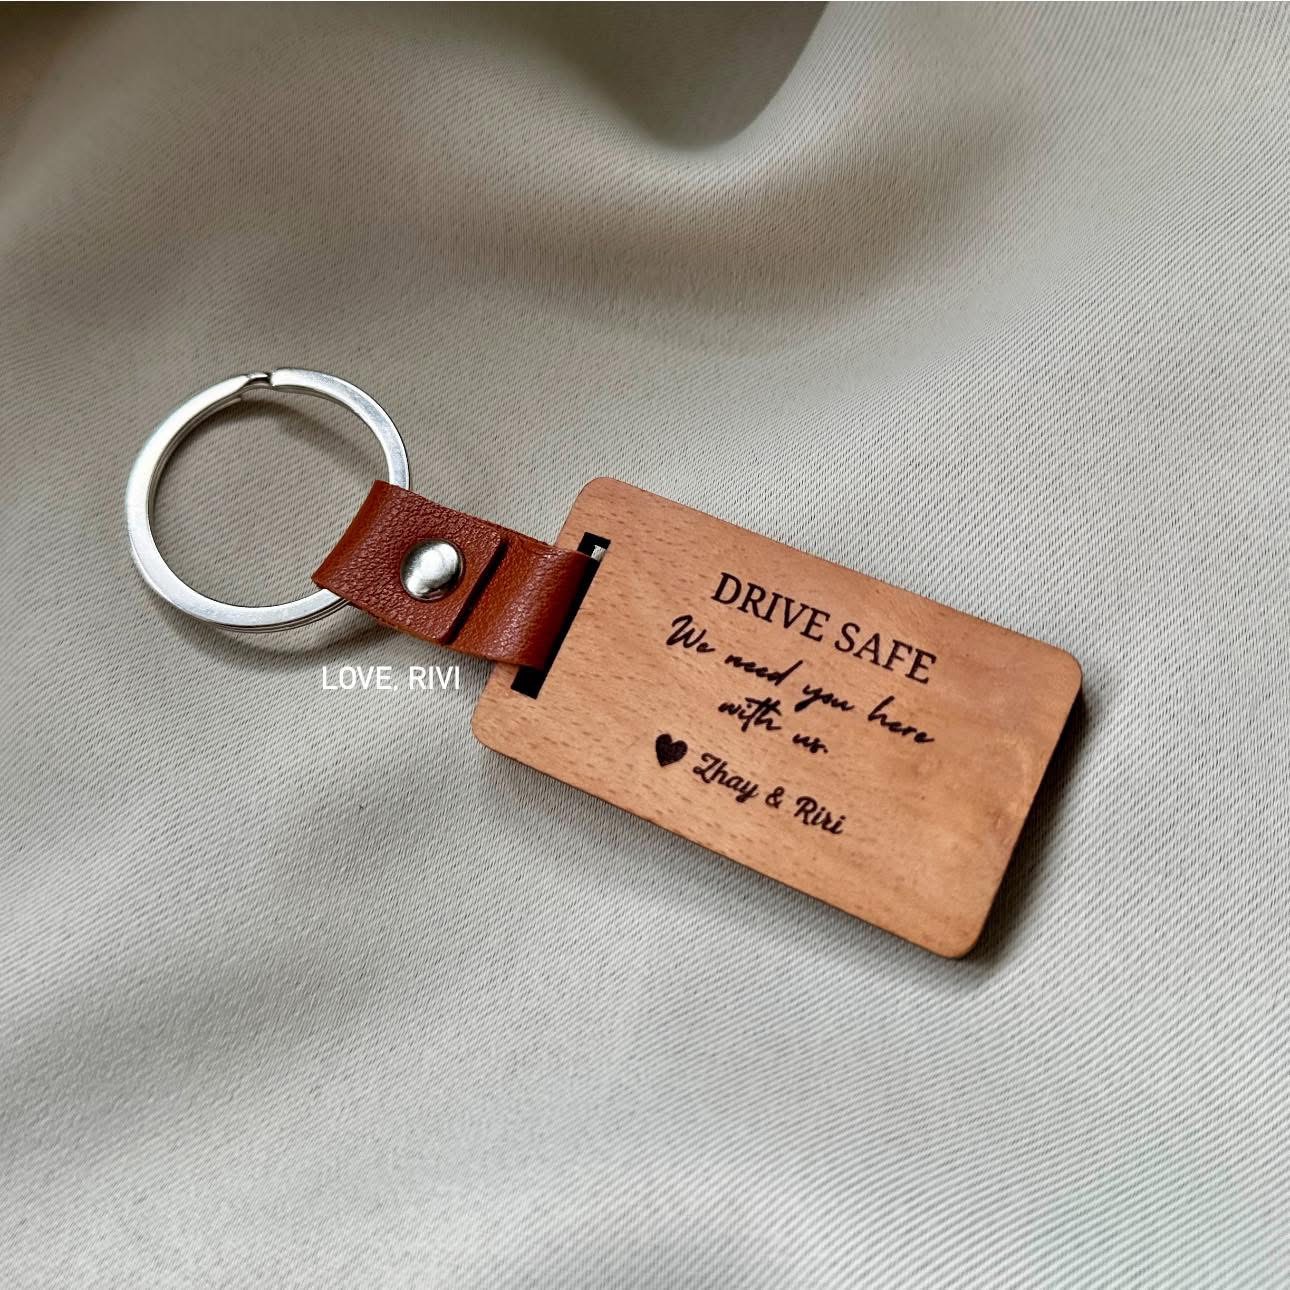 DRIVE SAFE
We need you here
with us.
♥ Zhay & Riri
LOVE, RIVI